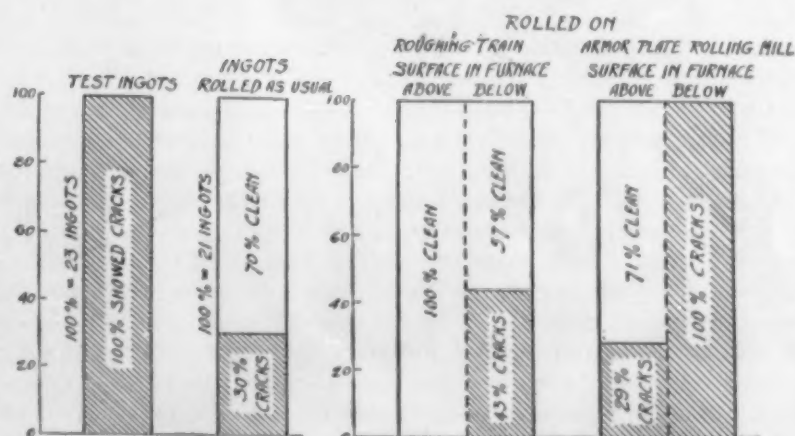 ROLLED ON
TEST INGOTS
INGOTS
ROLLED AS USUAL
ROUGHING TRAIN
SURFACE IN FURNACE
ABOVE BELOW
ARMOR PLATE ROLLING MILL
SURFACE IN FURNACE
ABOVE BELOW
100
80
60
40
20
0
100% = 23 INGOTS
100% SHOWED CRACKS
100% = 21 INGOTS
70% CLEAN
30%
CRACKS
100
80
60
40
20
0
100% CLEAN
57% CLEAN
43% CRACKS
71% CLEAN
29%
CRACKS
100% CRACKS